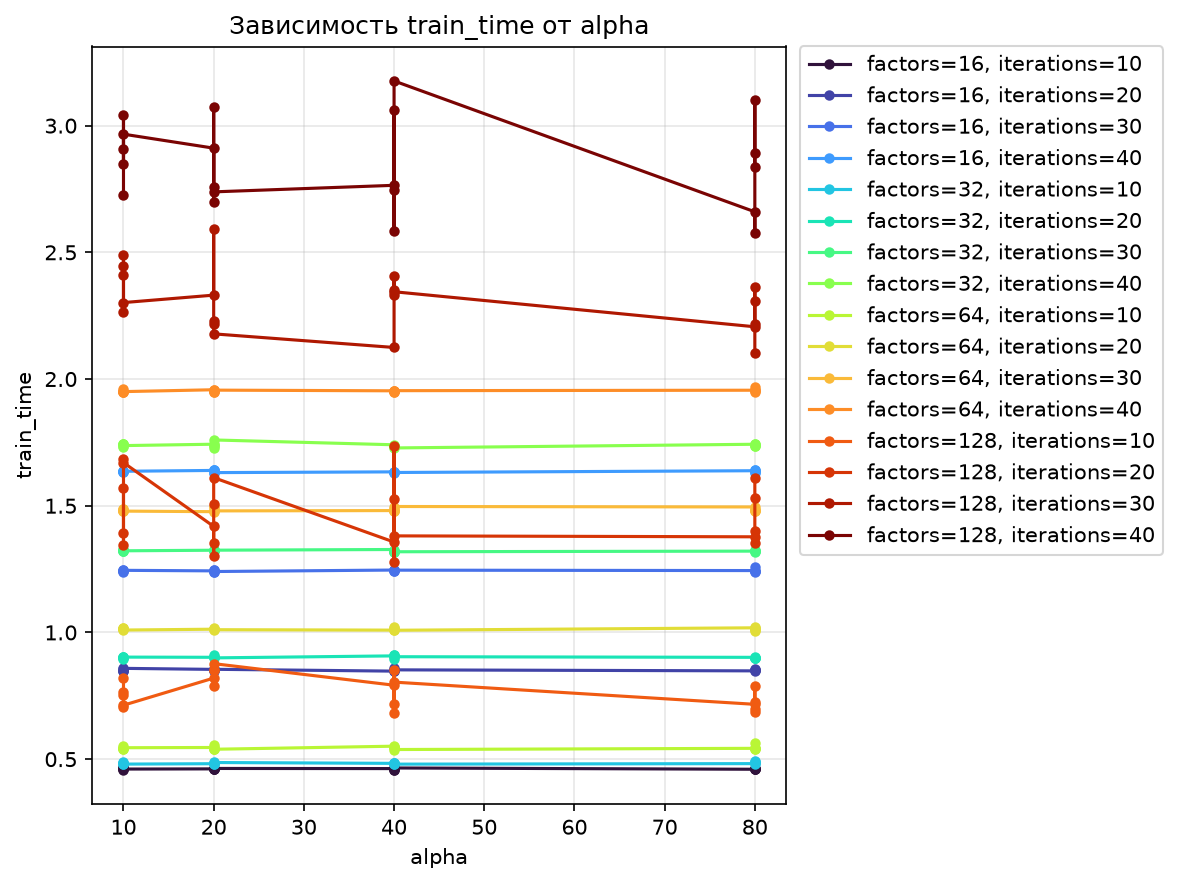 Зависимость train_time от alpha
train_time
3.0
2.5
2.0
1.5
1.0
0.5
10
20
30
40
50
60
70
80
alpha
factors=16, iterations=10
factors=16, iterations=20
factors=16, iterations=30
factors=16, iterations=40
factors=32, iterations=10
factors=32, iterations=20
factors=32, iterations=30
factors=32, iterations=40
factors=64, iterations=10
factors=64, iterations=20
factors=64, iterations=30
factors=64, iterations=40
factors=128, iterations=10
factors=128, iterations=20
factors=128, iterations=30
factors=128, iterations=40